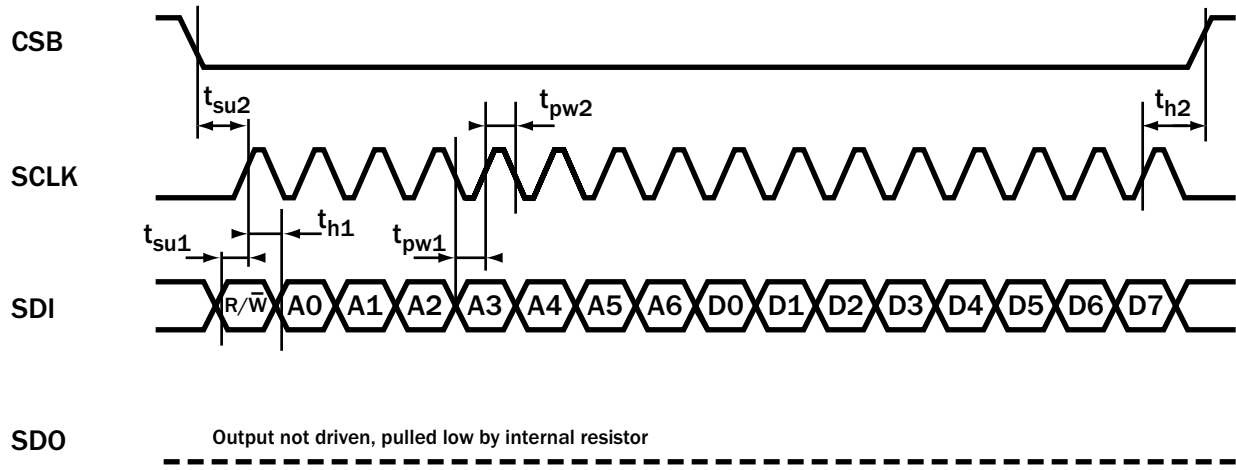 CSB
tsu2
tpw2
th2
SCLK
tsu1
th1
tpw1
SDI
R/W̅ A0 A1 A2 A3 A4 A5 A6 D0 D1 D2 D3 D4 D5 D6 D7
SDO
Output not driven, pulled low by internal resistor